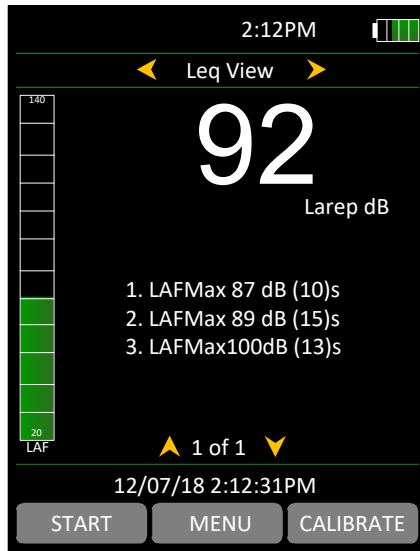 2:12PM
Leq View
140
92
Larep dB
1. LAFMax 87 dB (10)s
2. LAFMax 89 dB (15)s
3. LAFMax100dB (13)s
20
LAF
1 of 1
12/07/18 2:12:31PM
START MENU CALIBRATE